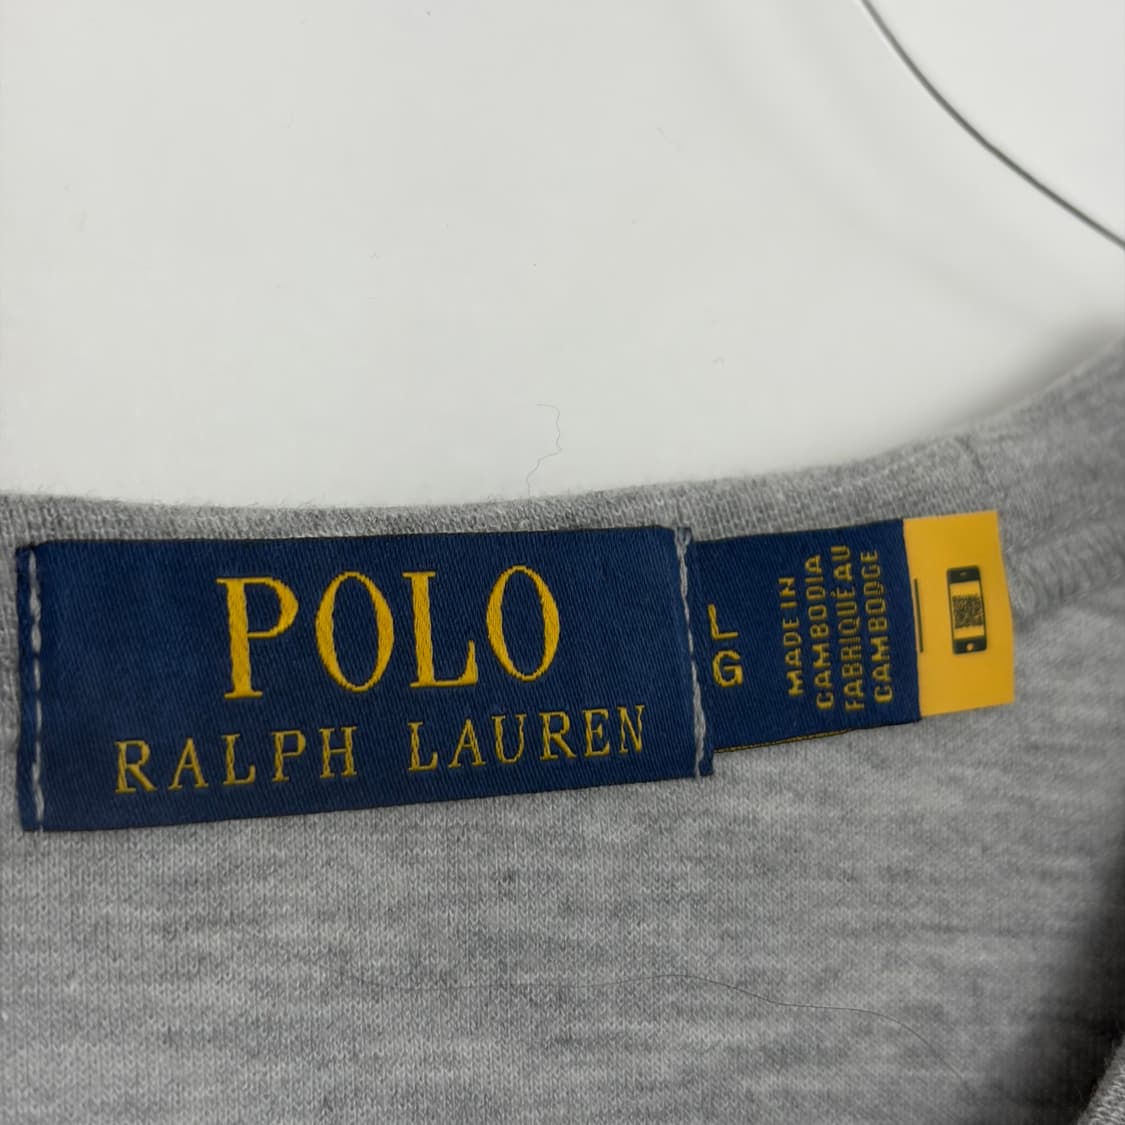 POLO
RALPH LAUREN
L
G
MADE IN
CAMBODIA
FABRIQUÉ AU
CAMBODGE